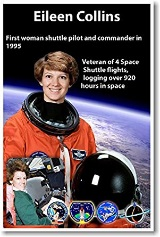 Eileen Collins
First woman shuttle pilot and commander in
1995
Veteran of 4 Space
Shuttle flights,
logging over 920
hours in space